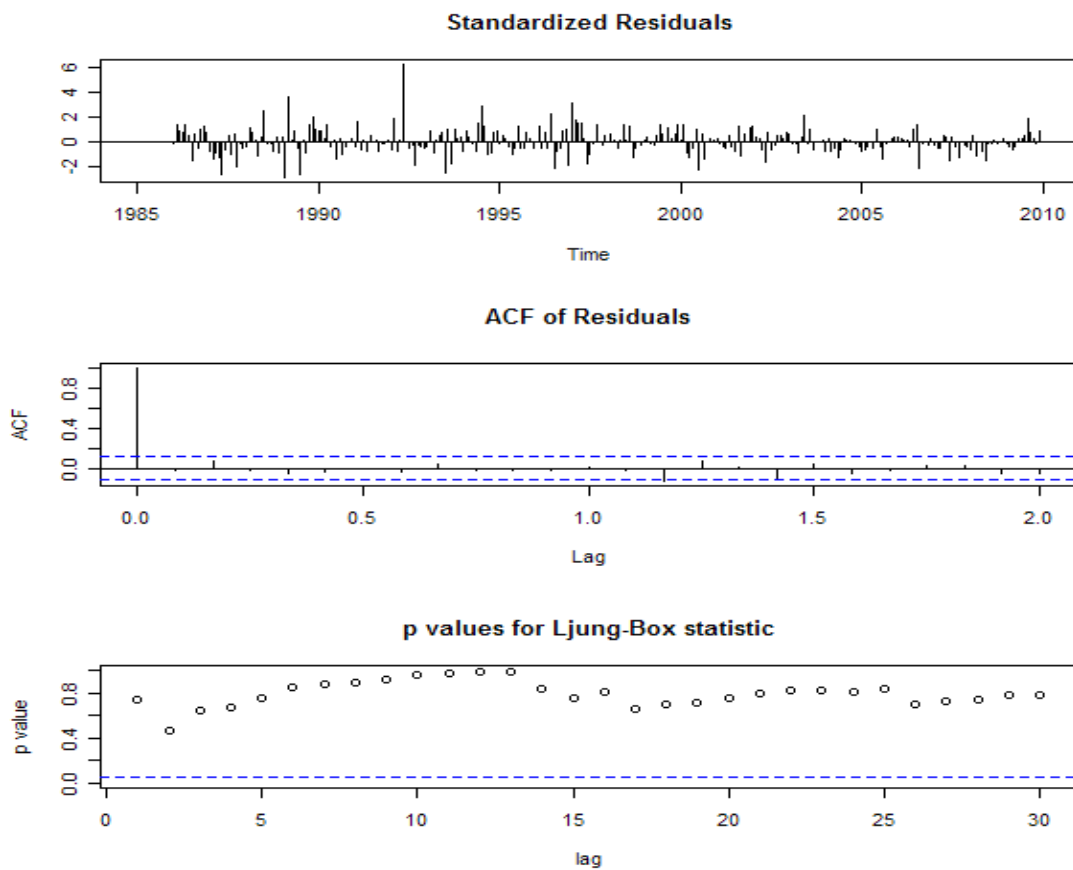 Standardized Residuals
6
4
2
0
-2
1985 1990 1995 2000 2005 2010
Time
ACF of Residuals
ACF
0.8
0.4
0.0
0.0 0.5 1.0 1.5 2.0
Lag
p values for Ljung-Box statistic
p value
0.8
0.4
0.0
0 5 10 15 20 25 30
lag